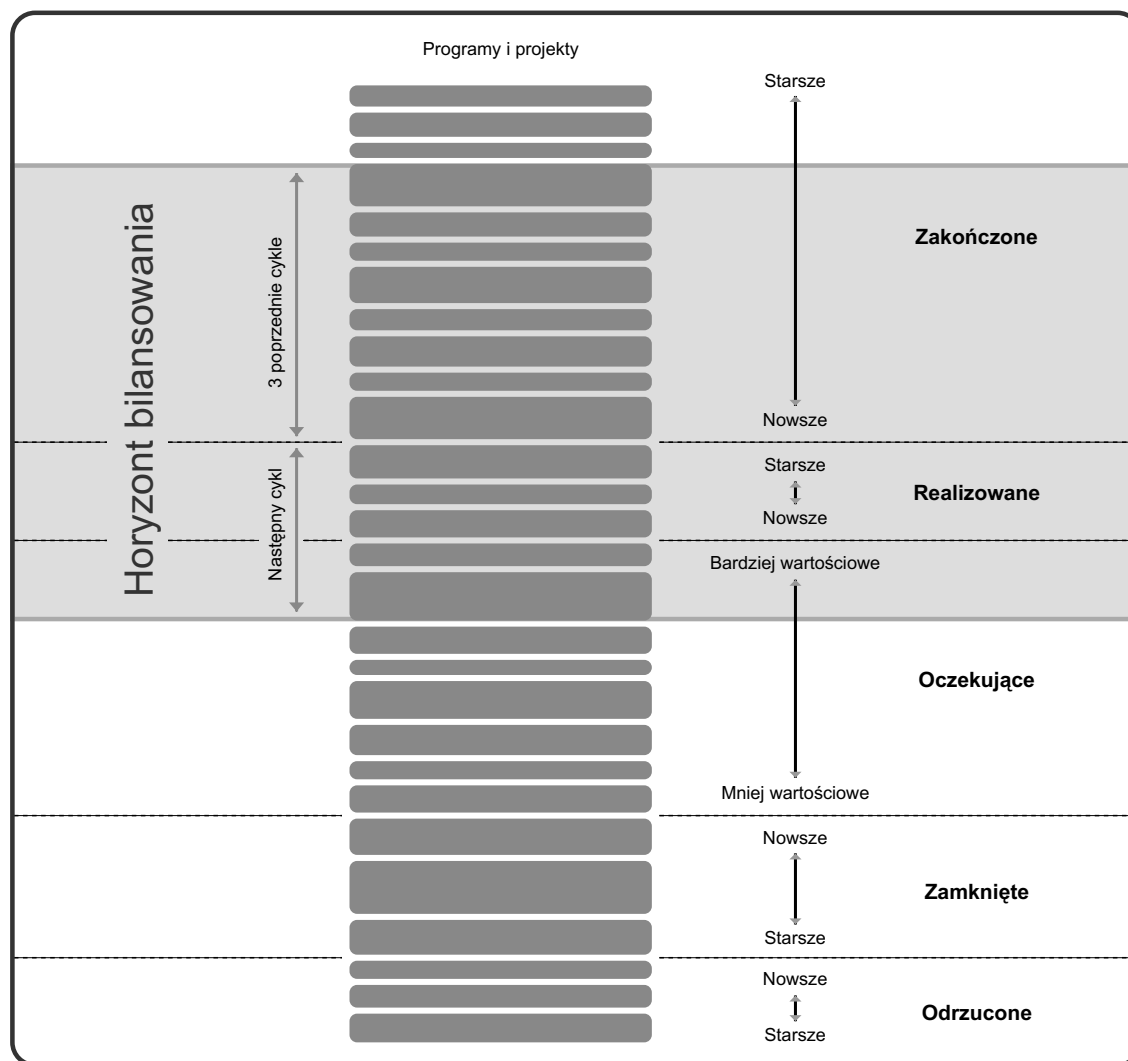 Programy i projekty
Starsze
Zakończone
Horyzont bilansowania
3 poprzednie cykle
Nowsze
Starsze
Realizowane
Następny cykl
Nowsze
Bardziej wartościowe
Oczekujące
Mniej wartościowe
Nowsze
Zamknięte
Starsze
Nowsze
Odrzucone
Starsze